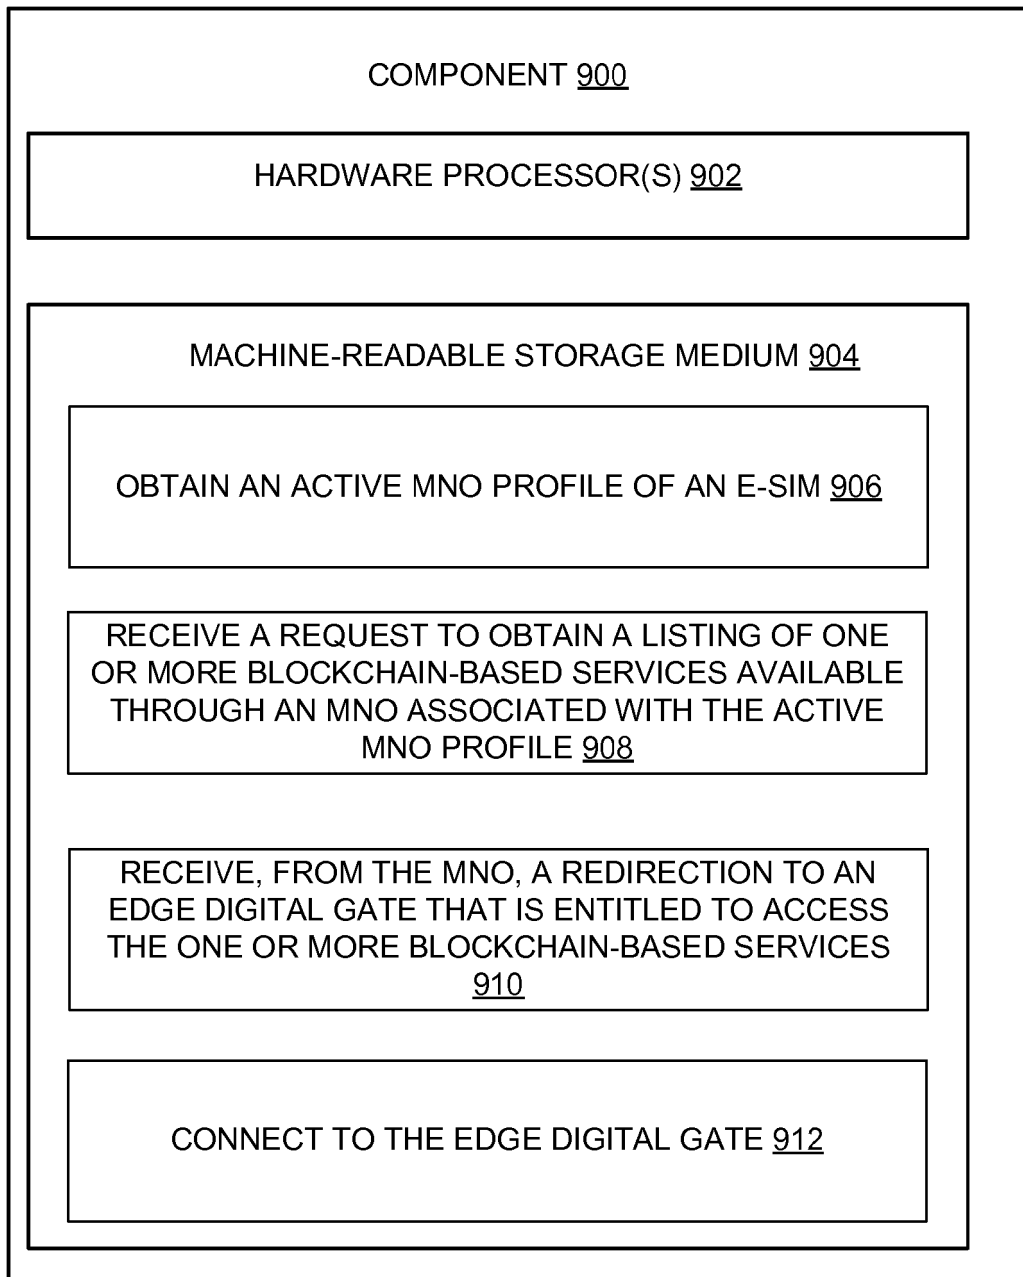 COMPONENT 900
HARDWARE PROCESSOR(S) 902
MACHINE-READABLE STORAGE MEDIUM 904
OBTAIN AN ACTIVE MNO PROFILE OF AN E-SIM 906
RECEIVE A REQUEST TO OBTAIN A LISTING OF ONE
OR MORE BLOCKCHAIN-BASED SERVICES AVAILABLE
THROUGH AN MNO ASSOCIATED WITH THE ACTIVE
MNO PROFILE 908
RECEIVE, FROM THE MNO, A REDIRECTION TO AN
EDGE DIGITAL GATE THAT IS ENTITLED TO ACCESS
THE ONE OR MORE BLOCKCHAIN-BASED SERVICES
910
CONNECT TO THE EDGE DIGITAL GATE 912